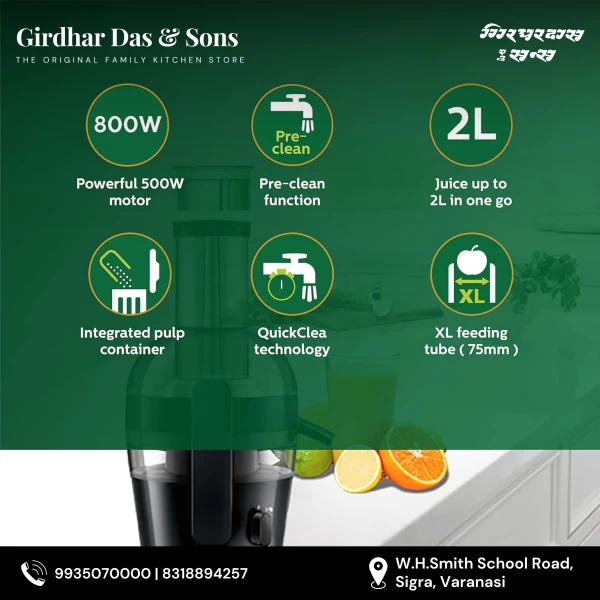 Girdhar Das & Sons
THE ORIGINAL FAMILY KITCHEN STORE
गिरधरदास
एण्ड सन्स
800W
Pre-
clean
2L
Powerful 500W
motor
Pre-clean
function
Juice up to
2L in one go
XL
Integrated pulp
container
QuickClea
technology
XL feeding
tube ( 75mm )
9935070000 | 8318894257
W.H.Smith School Road,
Sigra, Varanasi